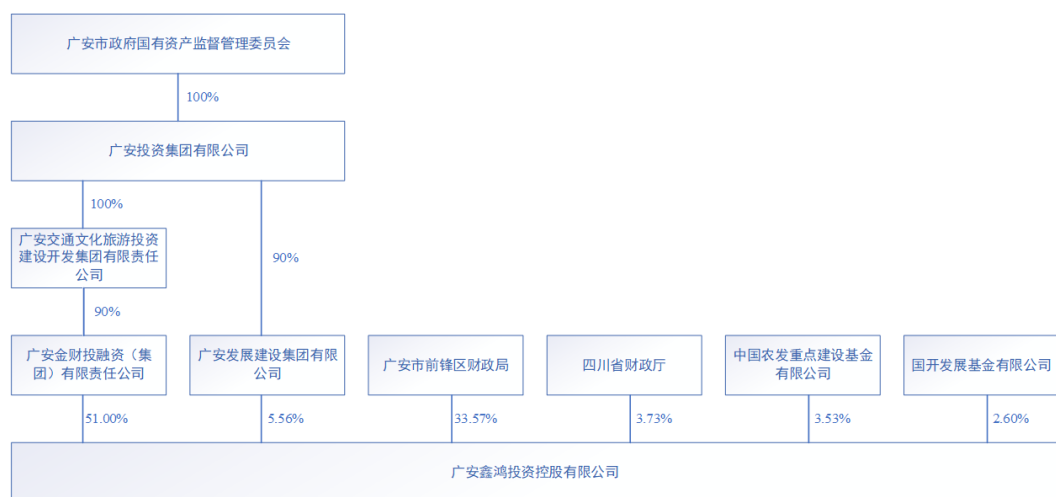 广安市政府国有资产监督管理委员会
100%
广安投资集团有限公司
100%
广安交通文化旅游投资
建设开发集团有限责任
公司
90%
90%
广安金财投融资（集
团）有限责任公司
广安发展建设集团有限
公司
广安市前锋区财政局
四川省财政厅
中国农发重点建设基金
有限公司
国开发展基金有限公司
51.00%
5.56%
33.57%
3.73%
3.53%
2.60%
广安鑫鸿投资控股有限公司